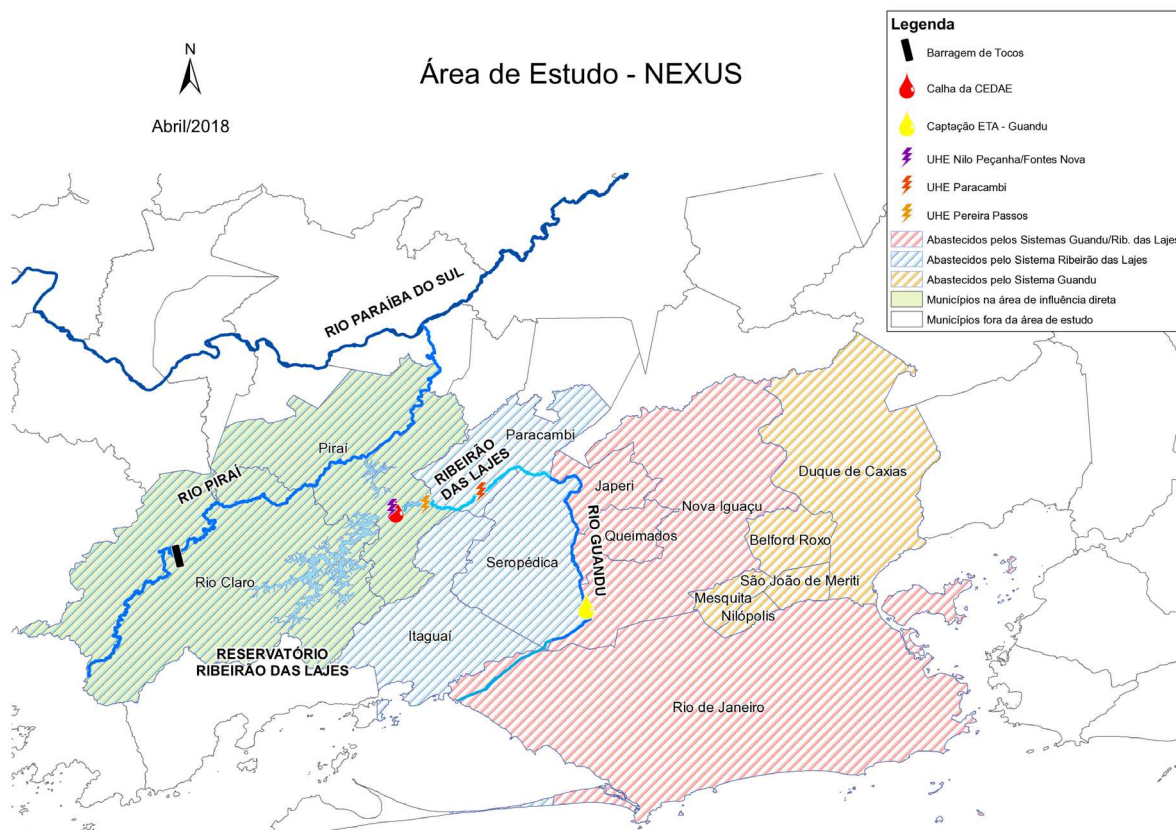 N
Área de Estudo - NEXUS
Abril/2018
Legenda
Barragem de Tocos
Calha da CEDAE
Captação ETA - Guandu
UHE Nilo Peçanha/Fontes Nova
UHE Paracambi
UHE Pereira Passos
Abastecidos pelos Sistemas Guandu/Rib. das Lajes
Abastecidos pelo Sistema Ribeirão das Lajes
Abastecidos pelo Sistema Guandu
Municípios na área de influência direta
Municípios fora da área de estudo
RIO PARAÍBA DO SUL
Piraí
RIO PIRAÍ
Paracambi
RIBEIRÃO
DAS LAJES
Japeri
Duque de Caxias
Nova Iguaçu
Queimados
RIO GUANDU
Belford Roxo
Seropédica
Rio Claro
São João de Meriti
Mesquita
Nilópolis
Itaguaí
RESERVATÓRIO
RIBEIRÃO DAS LAJES
Rio de Janeiro